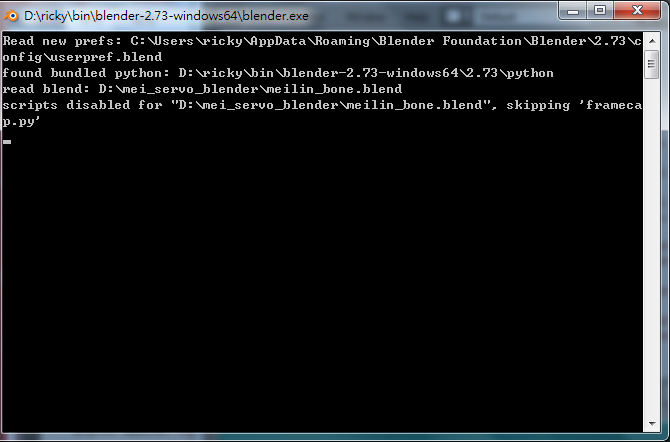 D:\ricky\bin\blender-2.73-windows64\blender.exe
Read new prefs: C:\Users\ricky\AppData\Roaming\Blender Foundation\Blender\2.73\c
onfig\userpref.blend
found bundled python: D:\ricky\bin\blender-2.73-windows64\2.73\python
read blend: D:\mei_servo_blender\meilin_bone.blend
scripts disabled for "D:\mei_servo_blender\meilin_bone.blend", skipping 'frameca
p.py'